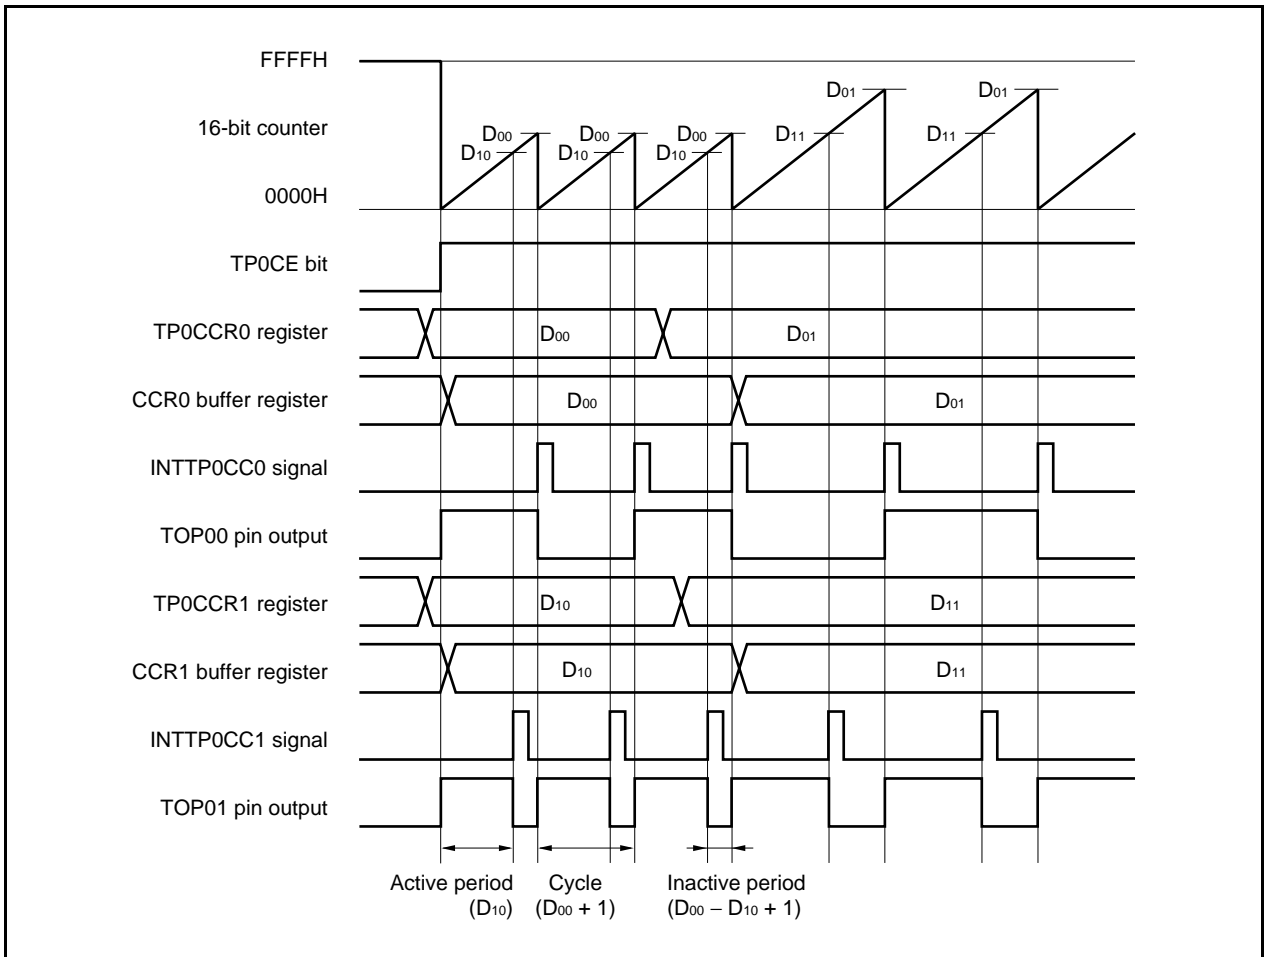 FFFFH
D01 D01
16-bit counter D00 D00 D00 D11 D11
D10 D10 D10
0000H
TP0CE bit
TP0CCR0 register D00 D01
CCR0 buffer register D00 D01
INTTP0CC0 signal
TOP00 pin output
TP0CCR1 register D10 D11
CCR1 buffer register D10 D11
INTTP0CC1 signal
TOP01 pin output
Active period Cycle Inactive period
(D10) (D00 + 1) (D00 − D10 + 1)